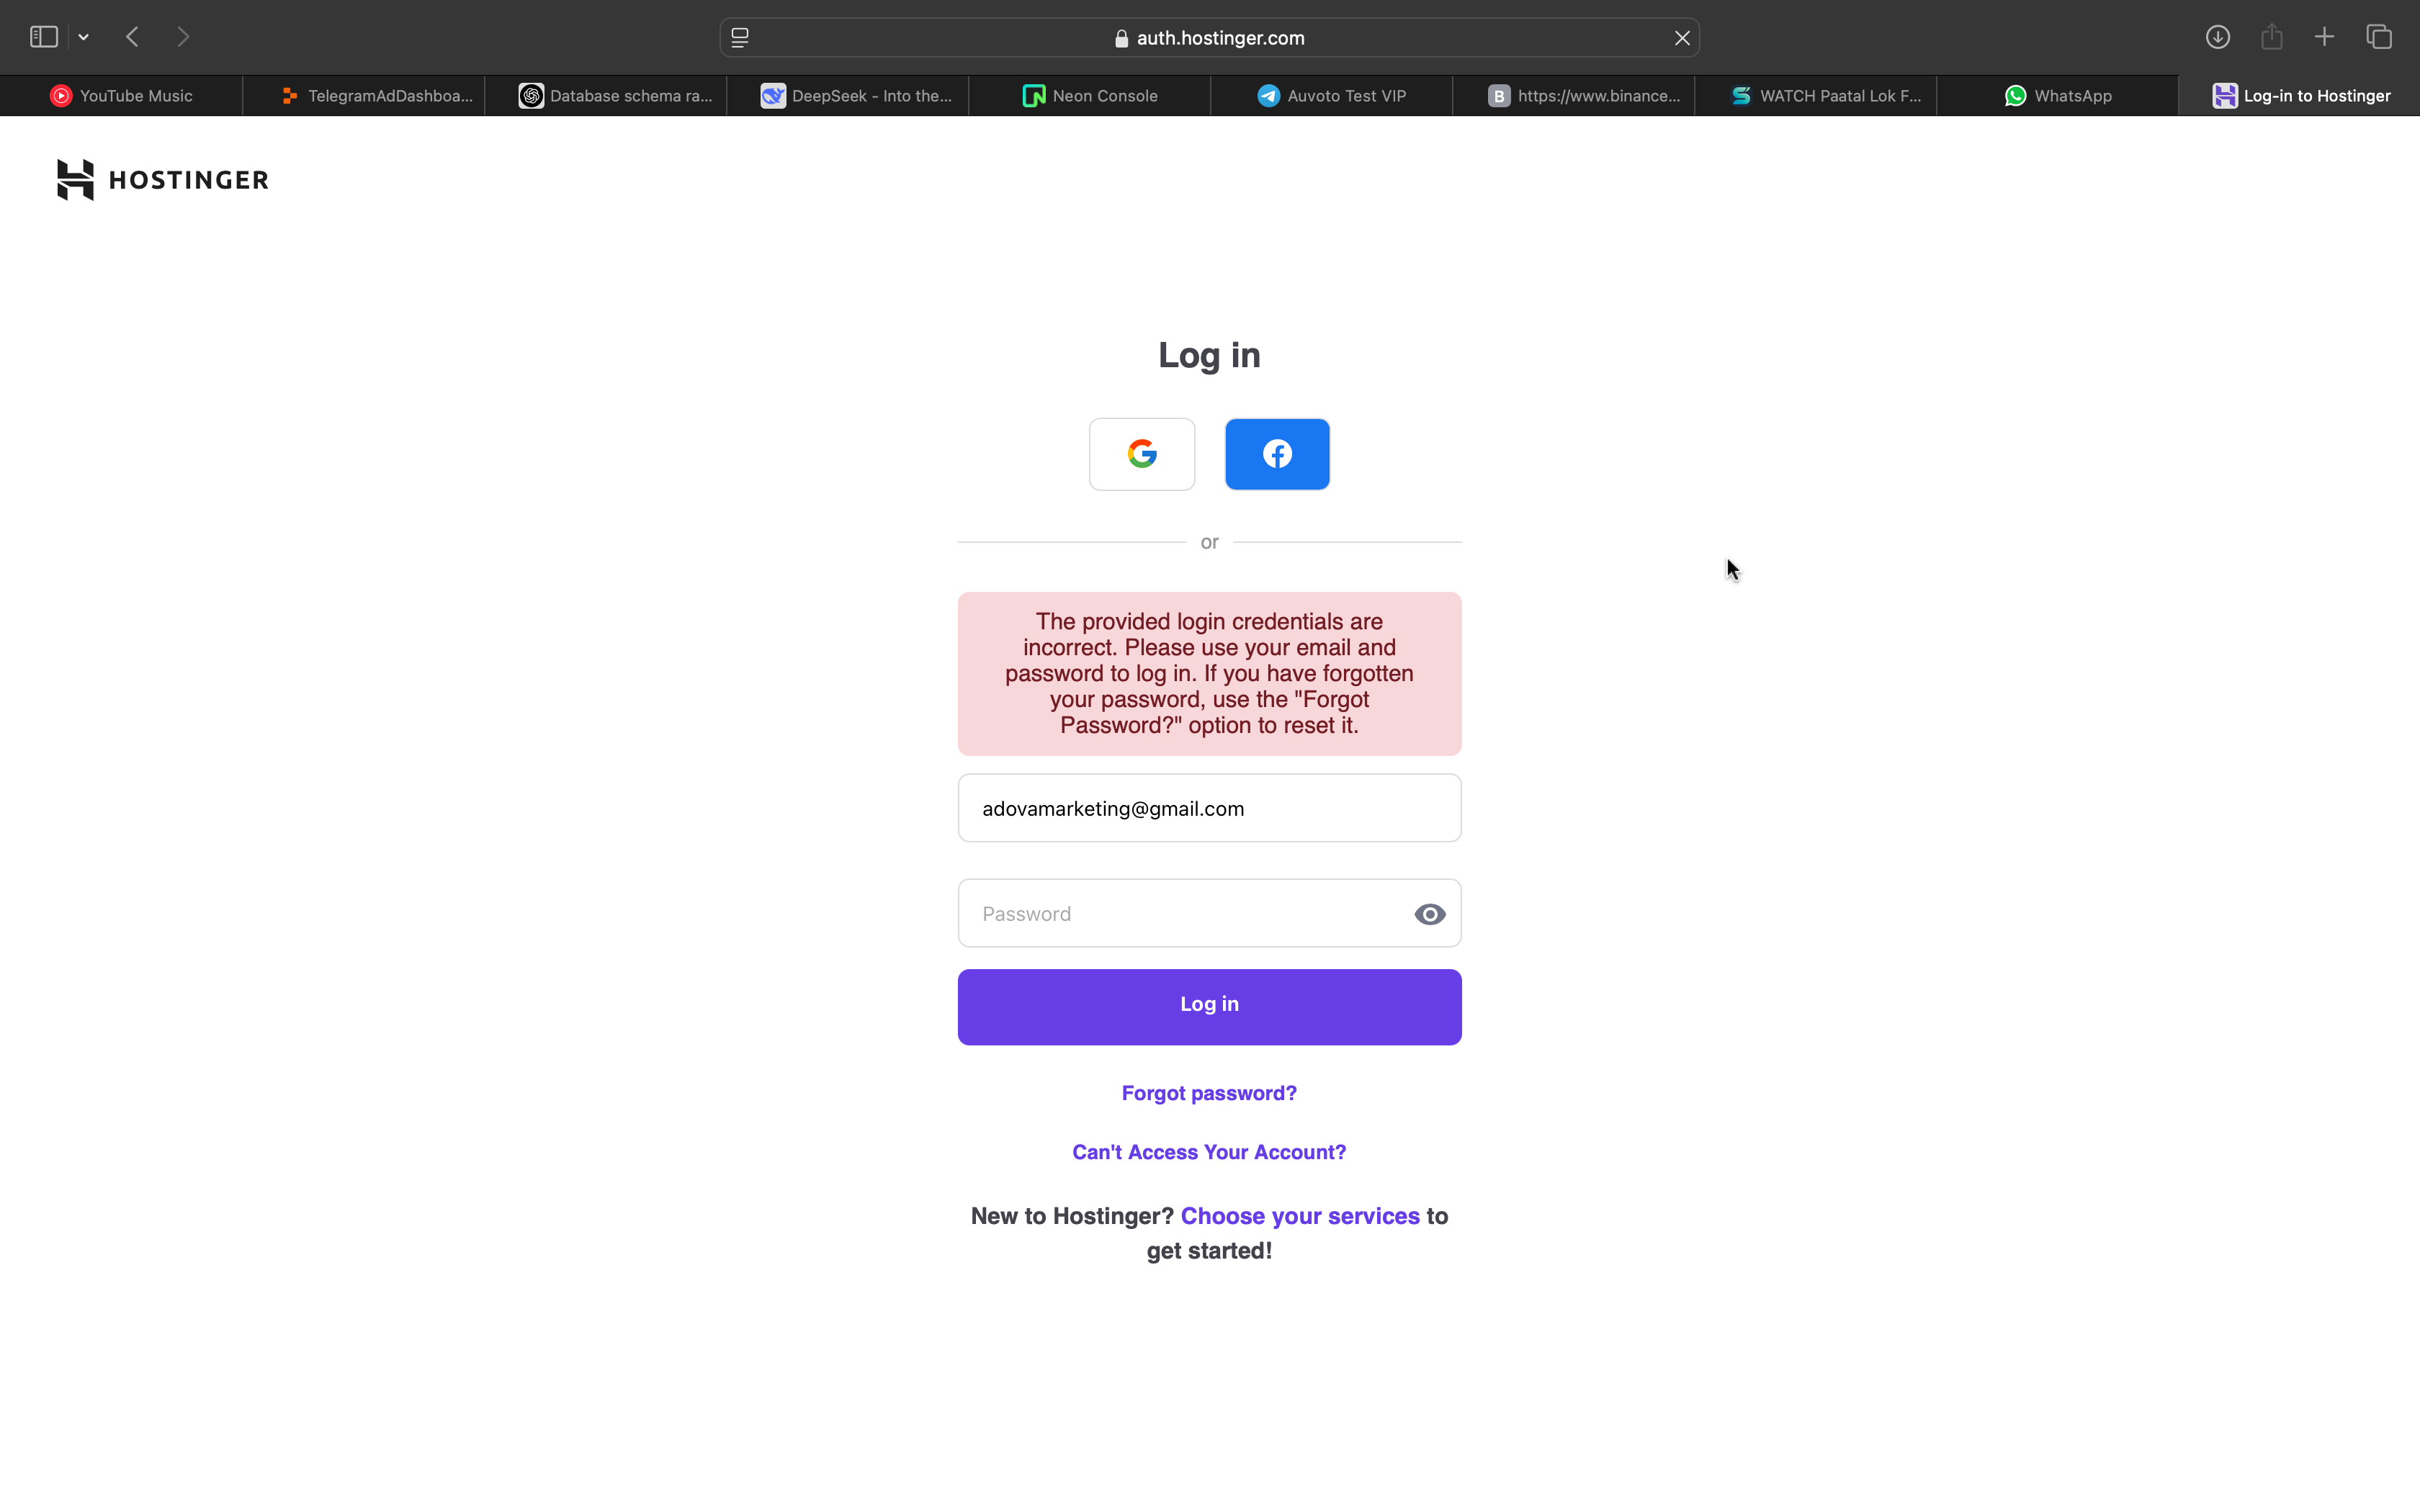 auth.hostinger.com
YouTube Music
TelegramAdDashboa...
Database schema ra...
DeepSeek - Into the...
Neon Console
Auvoto Test VIP
B
https://www.binance...
WATCH Paatal Lok F...
WhatsApp
Log-in to Hostinger
HOSTINGER
Log in
or
The provided login credentials are
incorrect. Please use your email and
password to log in. If you have forgotten
your password, use the "Forgot
Password?" option to reset it.
adovamarketing@gmail.com
Password
Log in
Forgot password?
Can't Access Your Account?
New to Hostinger? Choose your services to
get started!